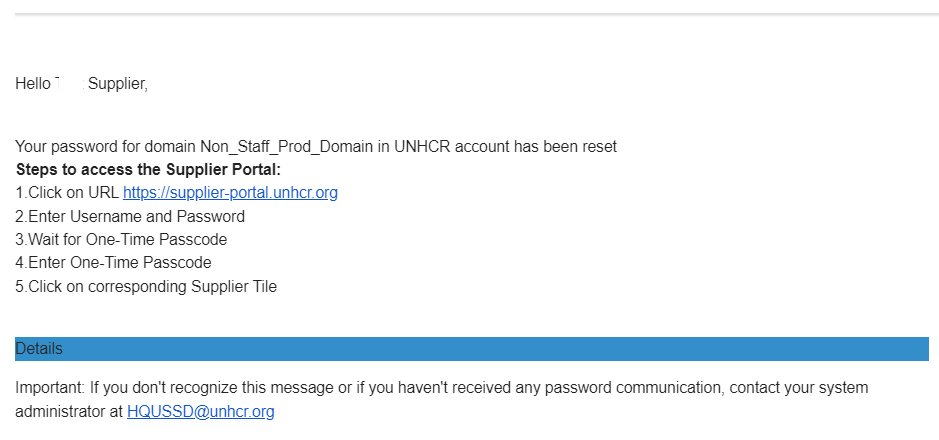 Hello Supplier,
Your password for domain Non_Staff_Prod_Domain in UNHCR account has been reset
Steps to access the Supplier Portal:
1.Click on URL https://supplier-portal.unhcr.org
2.Enter Username and Password
3.Wait for One-Time Passcode
4.Enter One-Time Passcode
5.Click on corresponding Supplier Tile
Details
Important: If you don't recognize this message or if you haven't received any password communication, contact your system
administrator at HQUSSD@unhcr.org